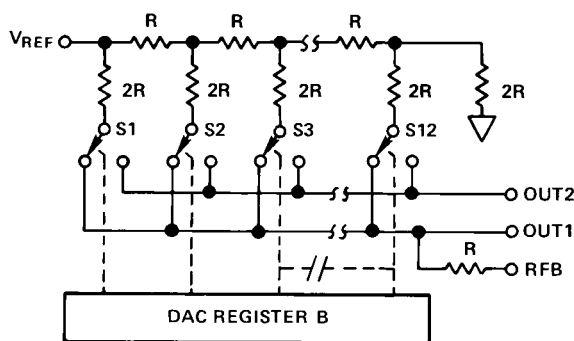 R R R
VREF
2R 2R 2R 2R 2R
S1 S2 S3 S12
OUT2
OUT1
R RFB
DAC REGISTER B